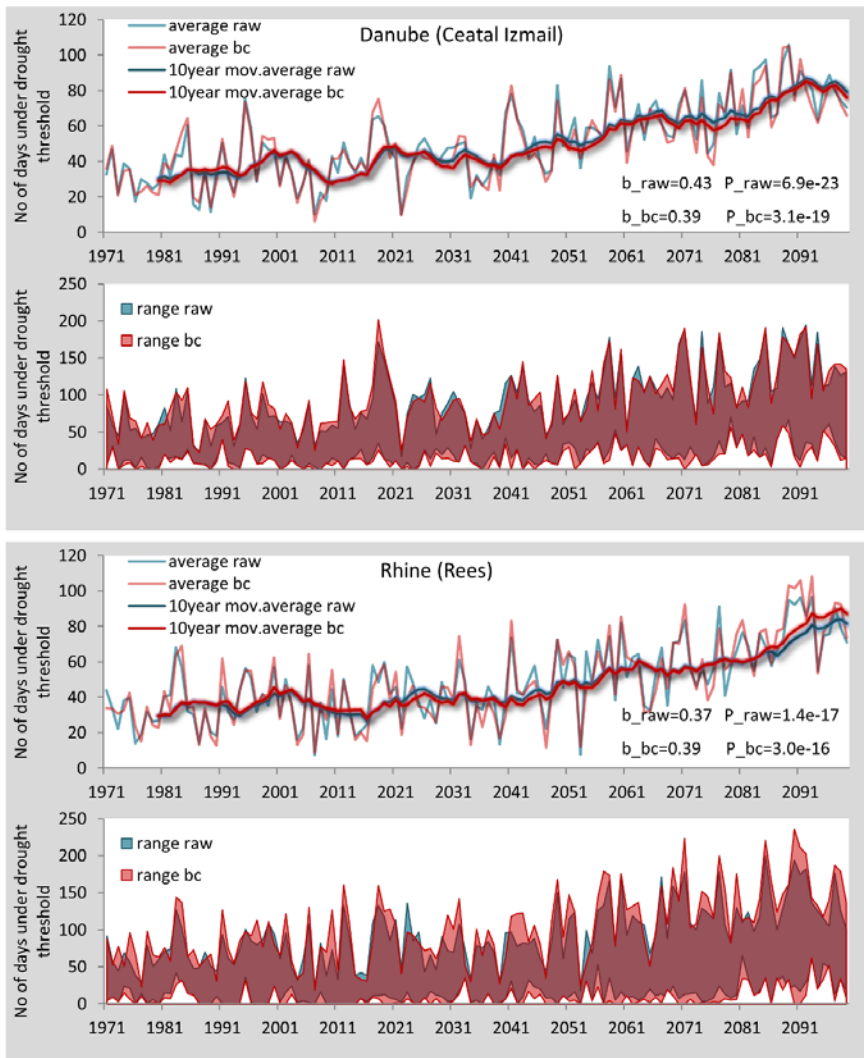 Danube (Ceatal Izmail)
average raw
average bc
10year mov.average raw
10year mov.average bc
No of days under drought
threshold
120
100
80
60
40
20
0
b_raw=0.43 P_raw=6.9e-23
b_bc=0.39 P_bc=3.1e-19
1971 1981 1991 2001 2011 2021 2031 2041 2051 2061 2071 2081 2091
range raw
range bc
No of days under drought
threshold
250
200
150
100
50
0
1971 1981 1991 2001 2011 2021 2031 2041 2051 2061 2071 2081 2091
Rhine (Rees)
average raw
average bc
10year mov.average raw
10year mov.average bc
No of days under drought
threshold
120
100
80
60
40
20
0
b_raw=0.37 P_raw=1.4e-17
b_bc=0.39 P_bc=3.0e-16
1971 1981 1991 2001 2011 2021 2031 2041 2051 2061 2071 2081 2091
range raw
range bc
No of days under drought
threshold
250
200
150
100
50
0
1971 1981 1991 2001 2011 2021 2031 2041 2051 2061 2071 2081 2091